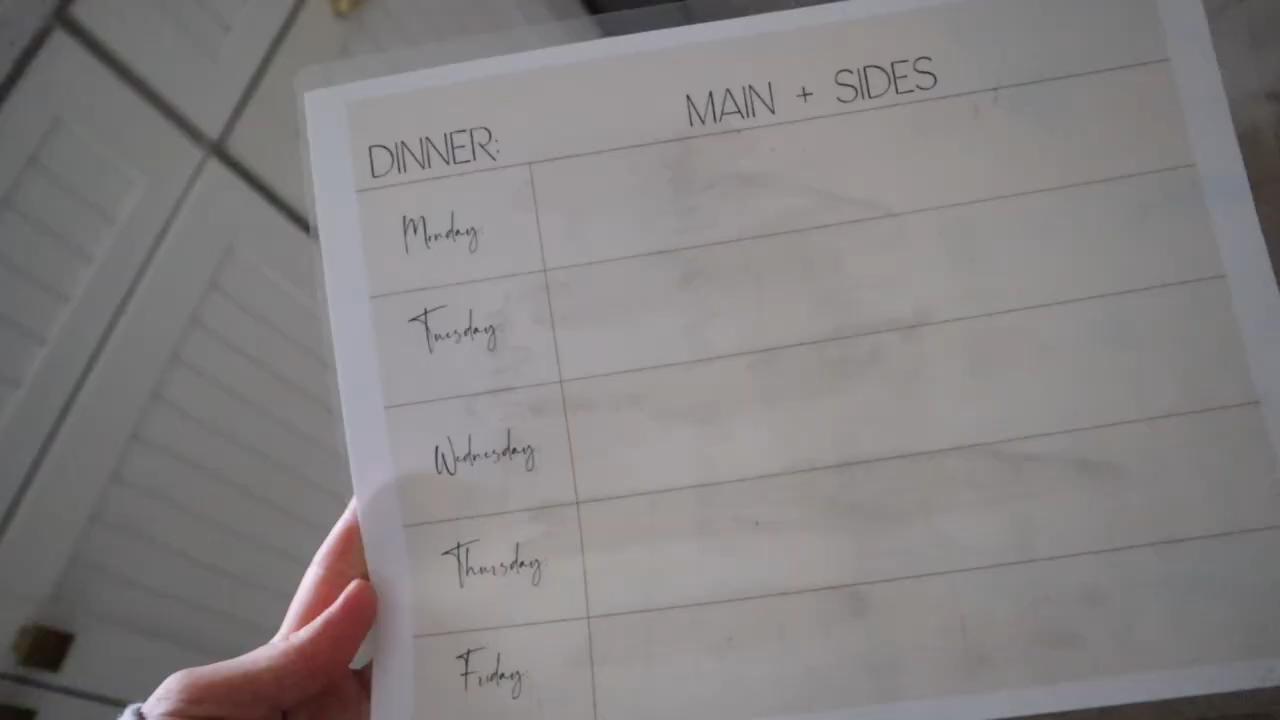 MAIN + SIDES
DINNER:
Monday:
Tuesday:
Wednesday
Thursday:
Friday: